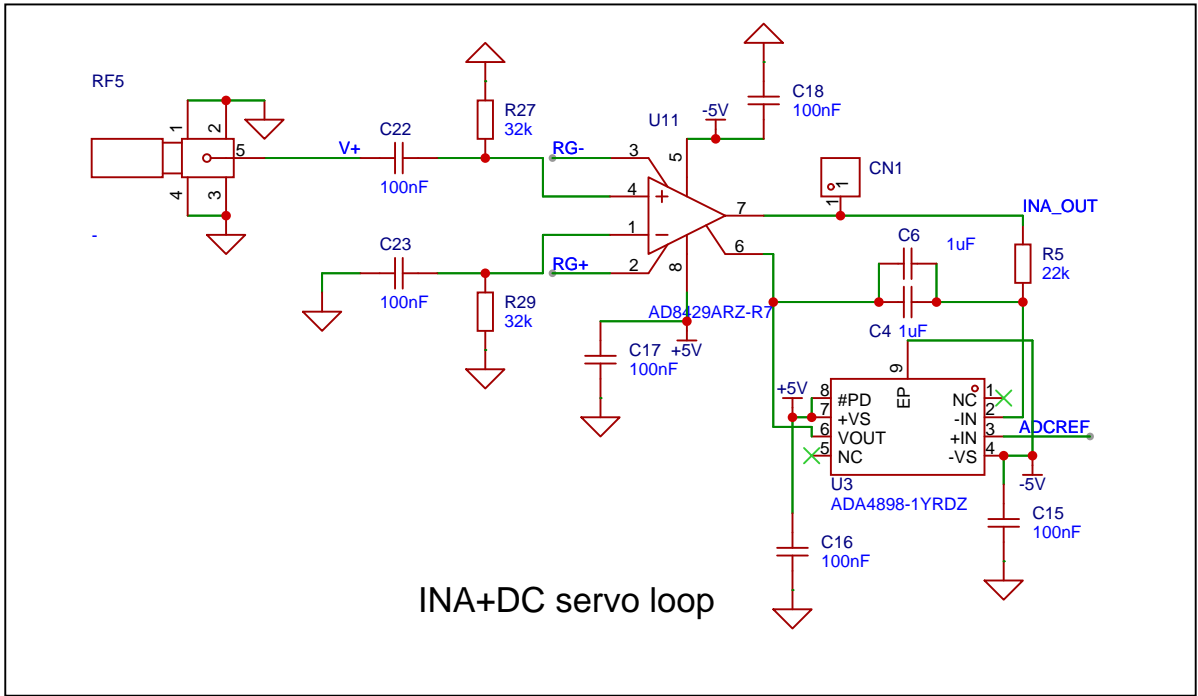 RF5
1
2
5
4
3
-
V+
C22
100nF
R27
32k
C23
100nF
R29
32k
RG-
3
4
1
RG+
2
U11
-5V
5
C18
100nF
7
6
8
AD8429ARZ-R7
C17
100nF
+5V
CN1
1
1
INA_OUT
C6
1uF
R5
22k
C4
1uF
9
EP
+5V
8
#PD
7
+VS
6
VOUT
5
NC
NC
1
-IN
2
+IN
3
-VS
4
ADCREF
-5V
U3
ADA4898-1YRDZ
C15
100nF
C16
100nF
INA+DC servo loop